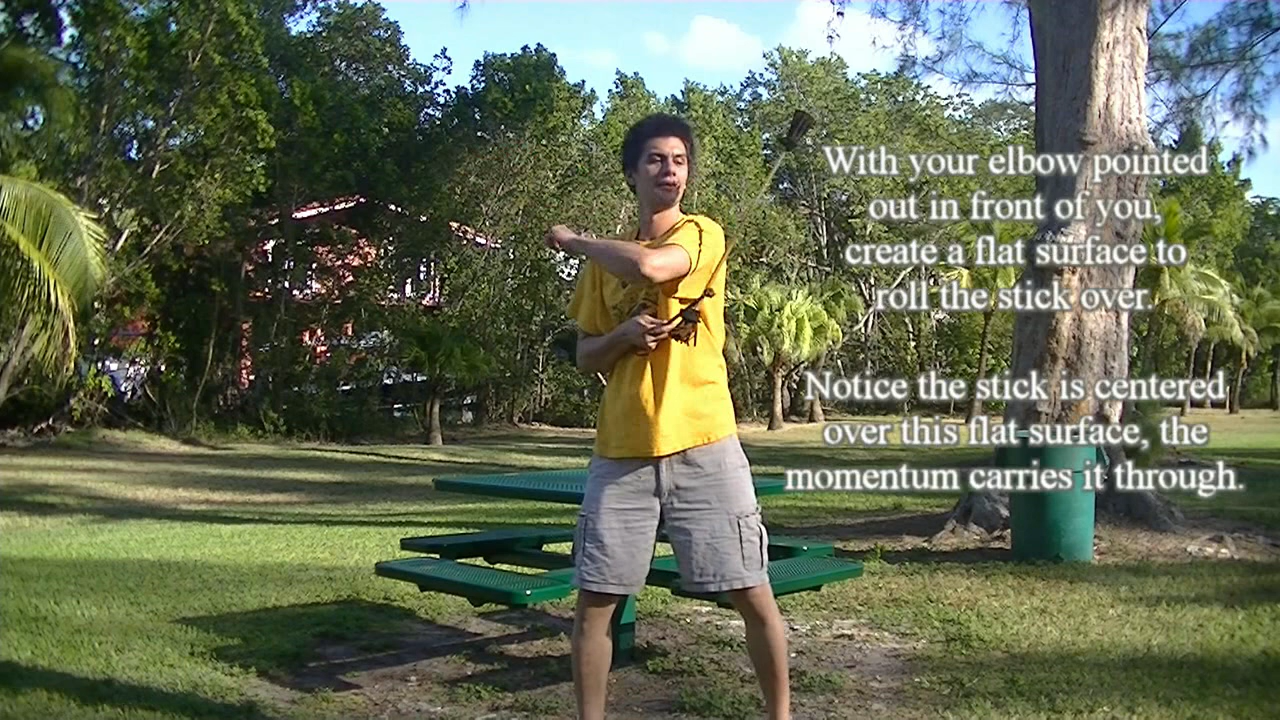 With your elbow pointed
out in front of you,
create a flat surface to
roll the stick over.
Notice the stick is centered
over this flat surface, the
momentum carries it through.